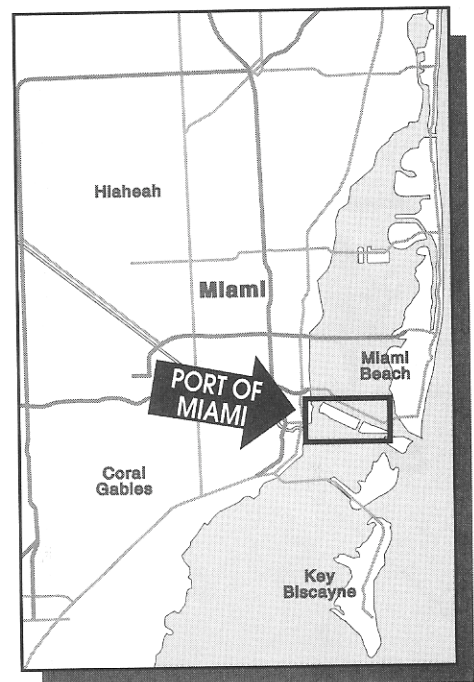 Hiaheah
Miami
Miami
Beach
PORT OF
MIAMI
Coral
Gables
Key
Biscayne